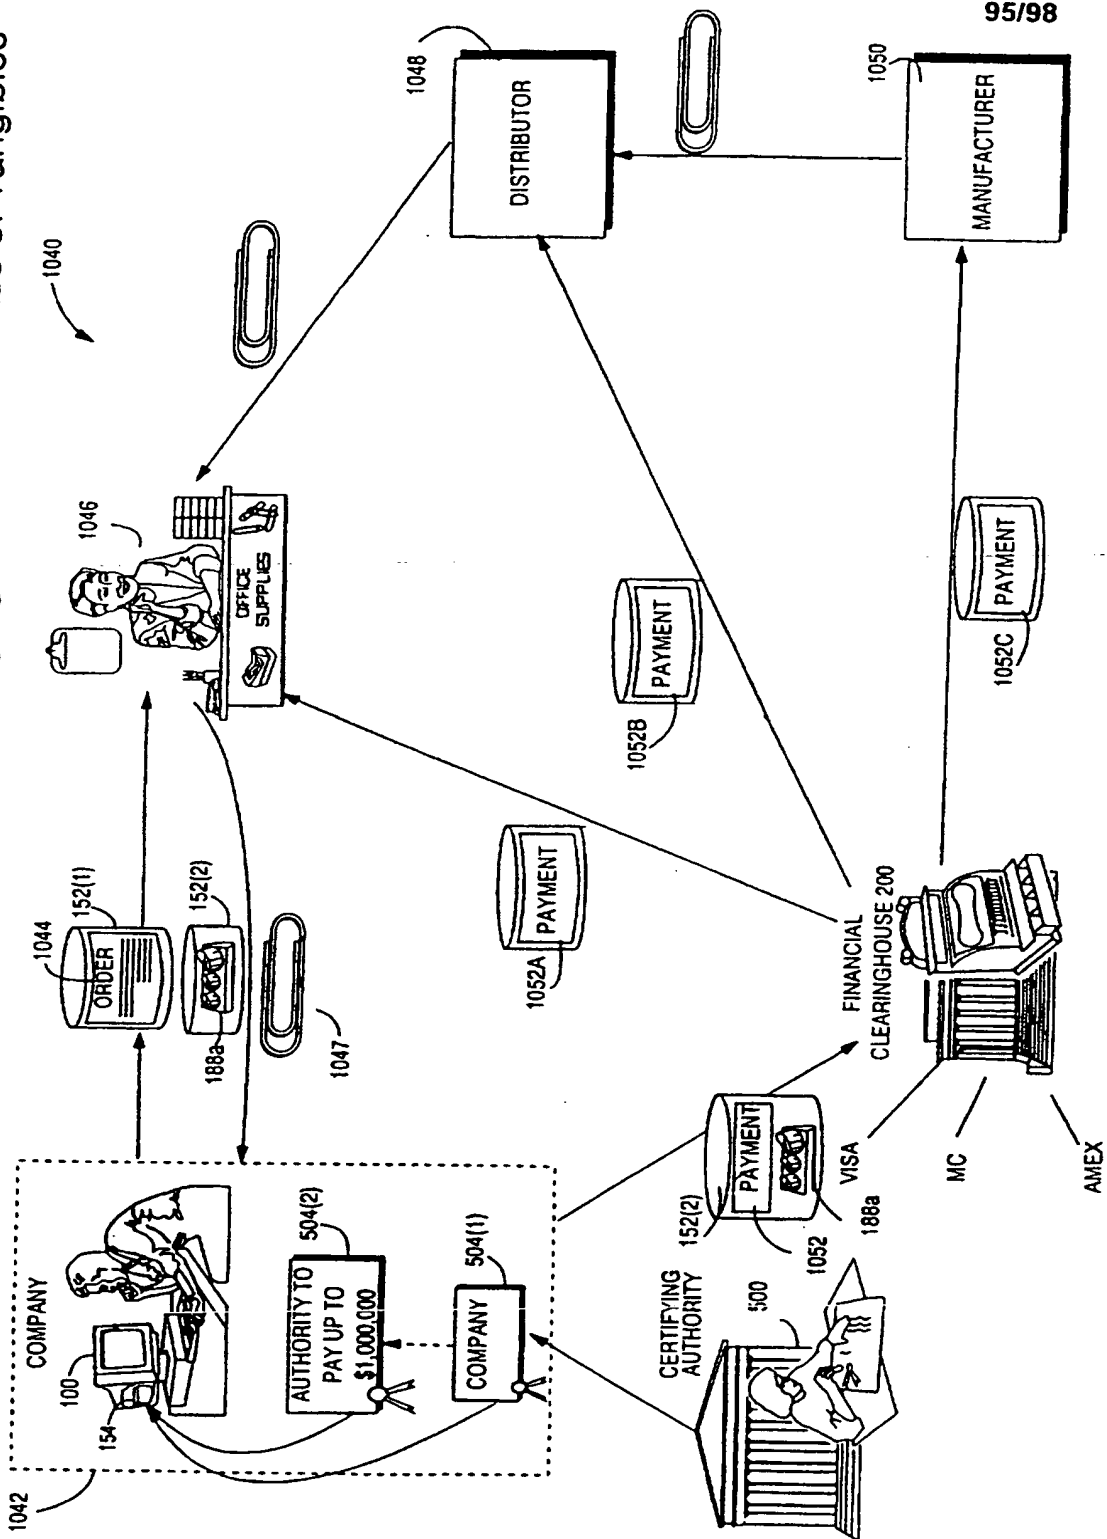 95/98
1040
1046
OFFICE
SUPPLIES
1048
DISTRIBUTOR
1050
MANUFACTURER
1042
COMPANY
100
154
AUTHORITY TO
PAY UP TO
$1,000,000
504(2)
COMPANY
504(1)
ORDER
1044
152(1)
152(2)
188a
1047
PAYMENT
1052A
PAYMENT
1052B
PAYMENT
1052C
FINANCIAL
CLEARINGHOUSE 200
152(2)
PAYMENT
1052
188a
VISA
MC
AMEX
CERTIFYING
AUTHORITY
500